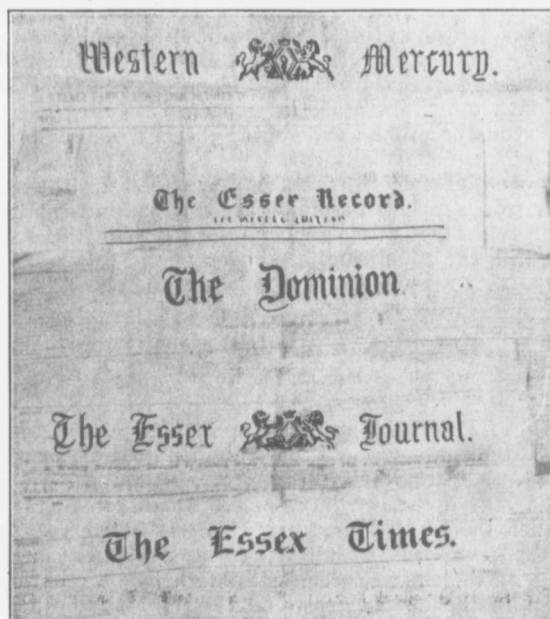 Western Mercury.
The Essex Record.
The Dominion
The Essex Journal.
The Essex Times.